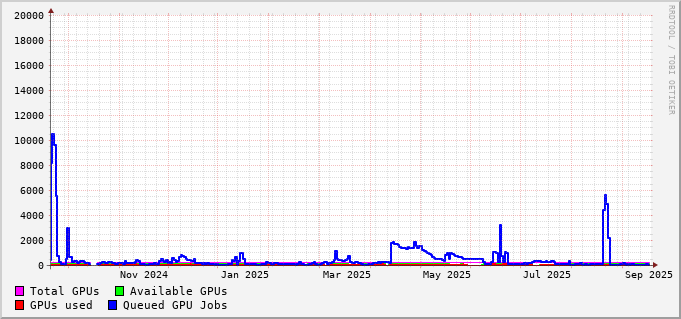 20000
18000
16000
14000
12000
10000
8000
6000
4000
2000
0
Nov 2024 Jan 2025 Mar 2025 May 2025 Jul 2025 Sep 2025
Total GPUs Available GPUs
GPUs used Queued GPU Jobs
RRDTOOL / TOBI OETIKER